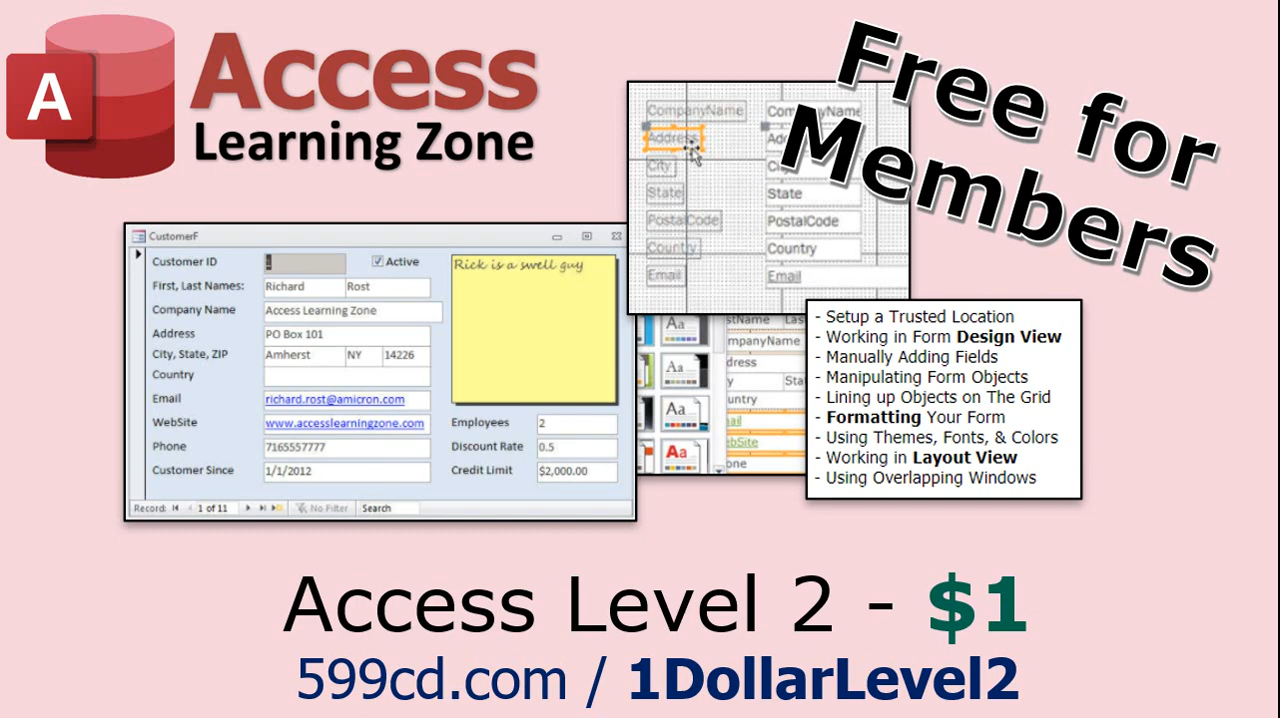 A
Access
Learning Zone
Free for
Members
CompanyName CompanyName
Address
City
State State
PostalCode PostalCode
Country Country
Email Email
CustomerF
Customer ID Active
First, Last Names: Richard Rost
Company Name Access Learning Zone
Address PO Box 101
City, State, ZIP Amherst NY 14226
Country
Email richard.rost@amicron.com
WebSite www.accesslearningzone.com
Phone 7165557777
Customer Since 1/1/2012
Rick is a swell guy
Employees 2
Discount Rate 0.5
Credit Limit $2,000.00
Record: 1 of 11 No Filter Search
Aa
Aa
Aa
Aa
- Setup a Trusted Location
- Working in Form Design View
- Manually Adding Fields
- Manipulating Form Objects
- Lining up Objects on The Grid
- Formatting Your Form
- Using Themes, Fonts, & Colors
- Working in Layout View
- Using Overlapping Windows
Access Level 2 - $1
599cd.com / 1DollarLevel2